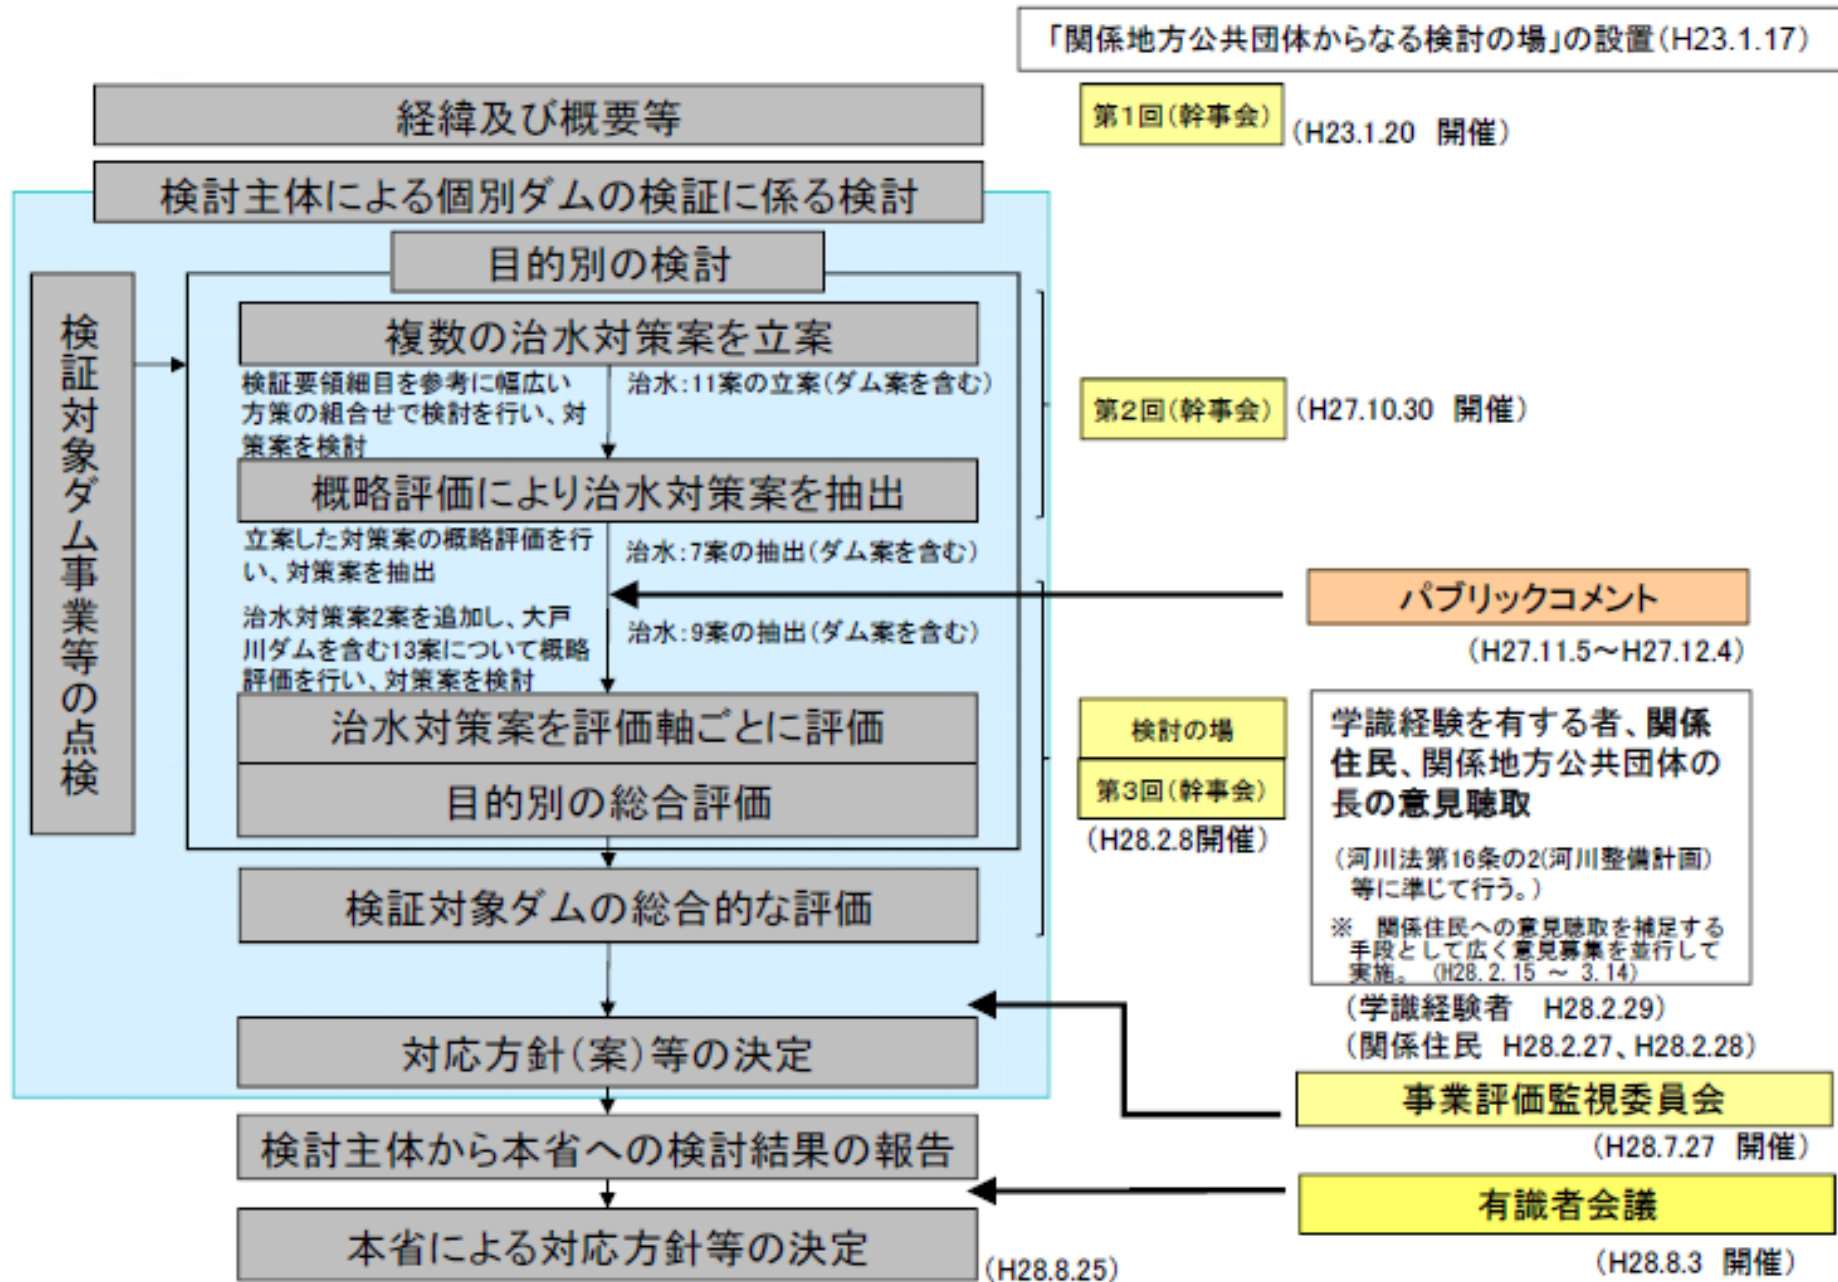 「関係地方公共団体からなる検討の場」の設置(H23.1.17)
経緯及び概要等
第1回(幹事会)
(H23.1.20 開催)
検討主体による個別ダムの検証に係る検討
目的別の検討
検証対象ダム事業等の点検
複数の治水対策案を立案
検証要領細目を参考に幅広い
方策の組合せで検討を行い、対
策案を検討
治水:11案の立案(ダム案を含む)
第2回(幹事会)
(H27.10.30 開催)
概略評価により治水対策案を抽出
立案した対策案の概略評価を行
い、対策案を抽出
治水:7案の抽出(ダム案を含む)
パブリックコメント
(H27.11.5～H27.12.4)
治水対策案2案を追加し、大戸
川ダムを含む13案について概略
評価を行い、対策案を検討
治水:9案の抽出(ダム案を含む)
治水対策案を評価軸ごとに評価
目的別の総合評価
検討の場
第3回(幹事会)
(H28.2.8開催)
学識経験を有する者、関係
住民、関係地方公共団体の
長の意見聴取
(河川法第16条の2(河川整備計画)
等に準じて行う。)
※ 関係住民への意見聴取を補足する
手段として広く意見募集を並行して
実施。 (H28.2.15 ～ 3.14)
(学識経験者 H28.2.29)
(関係住民 H28.2.27、H28.2.28)
検証対象ダムの総合的な評価
対応方針(案)等の決定
事業評価監視委員会
(H28.7.27 開催)
検討主体から本省への検討結果の報告
有識者会議
(H28.8.3 開催)
本省による対応方針等の決定
(H28.8.25)